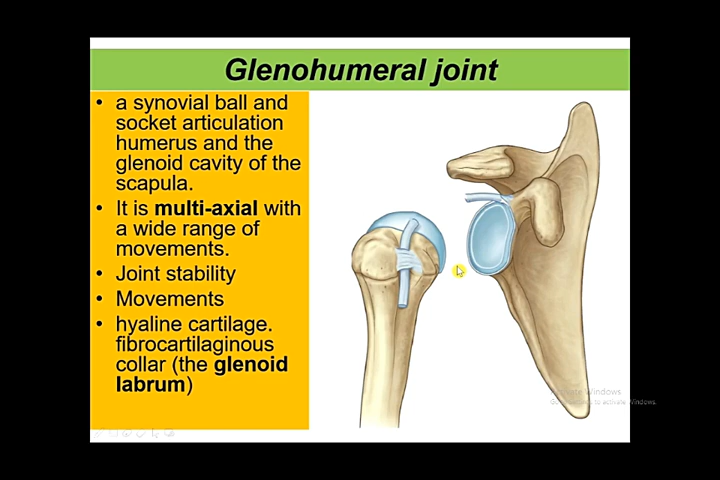 Glenohumeral joint
• a synovial ball and
socket articulation
humerus and the
glenoid cavity of the
scapula.
• It is multi-axial with
a wide range of
movements.
• Joint stability
• Movements
• hyaline cartilage.
fibrocartilaginous
collar (the glenoid
labrum)
Activate Windows
Go to Settings to activate Windows.